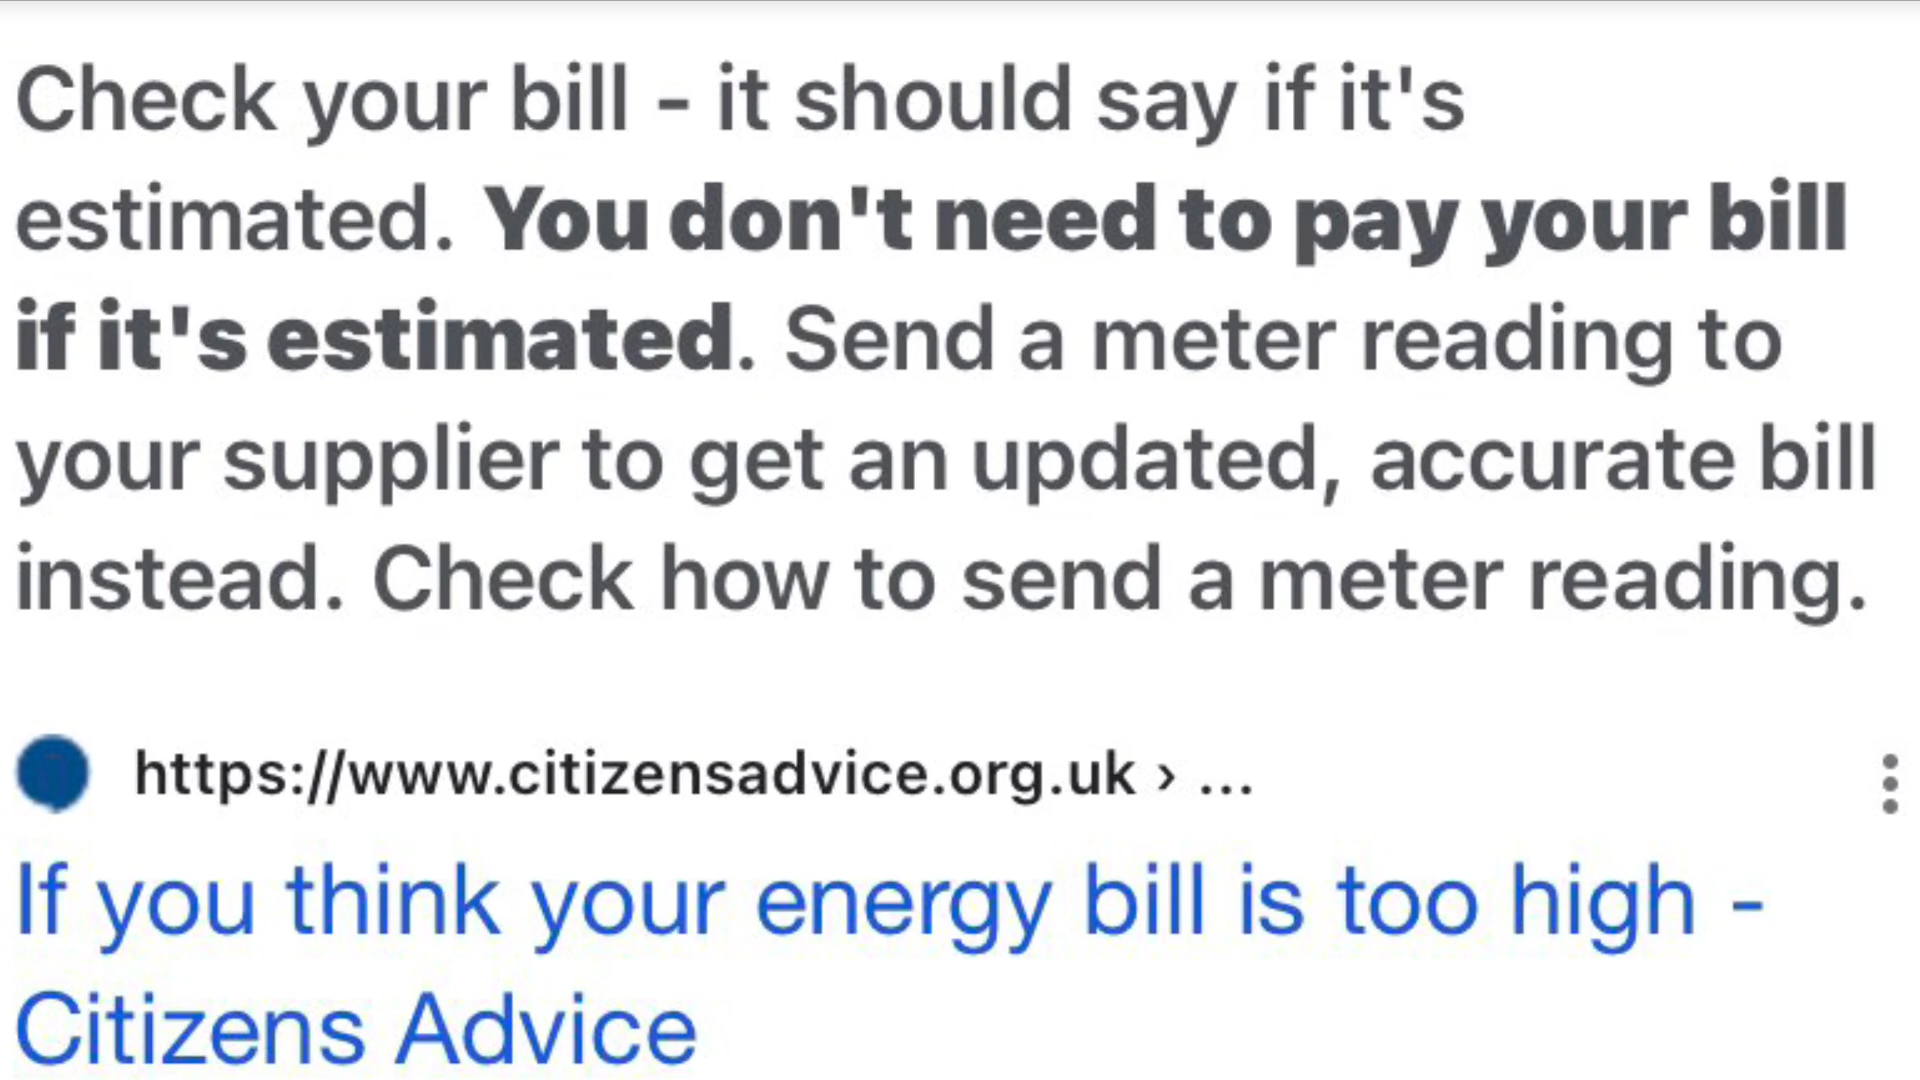 Check your bill - it should say if it's
estimated. You don't need to pay your bill
if it's estimated. Send a meter reading to
your supplier to get an updated, accurate bill
instead. Check how to send a meter reading.
https://www.citizensadvice.org.uk › ...
If you think your energy bill is too high -
Citizens Advice